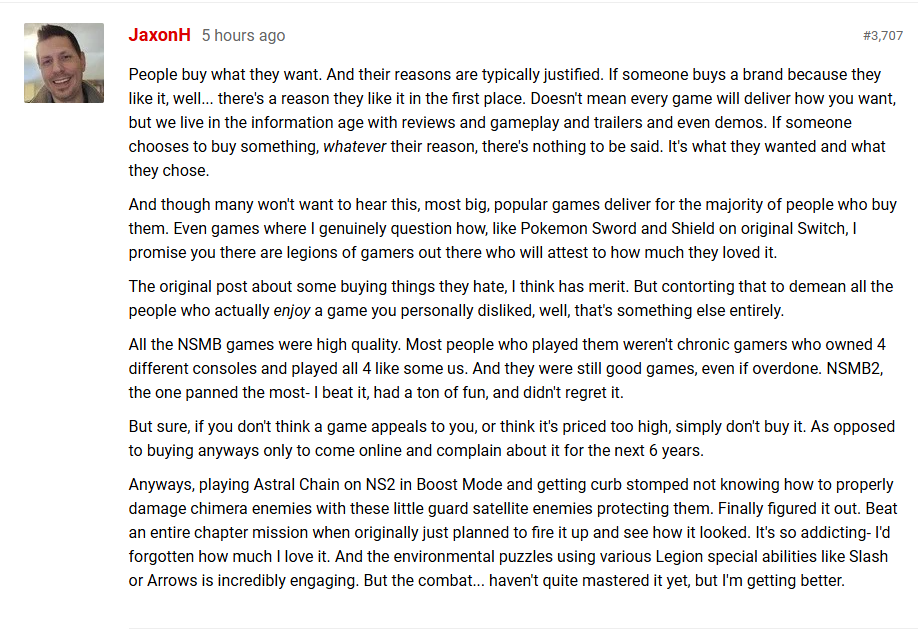 JaxonH 5 hours ago #3,707
People buy what they want. And their reasons are typically justified. If someone buys a brand because they
like it, well... there's a reason they like it in the first place. Doesn't mean every game will deliver how you want,
but we live in the information age with reviews and gameplay and trailers and even demos. If someone
chooses to buy something, whatever their reason, there's nothing to be said. It's what they wanted and what
they chose.
And though many won't want to hear this, most big, popular games deliver for the majority of people who buy
them. Even games where I genuinely question how, like Pokemon Sword and Shield on original Switch, I
promise you there are legions of gamers out there who will attest to how much they loved it.
The original post about some buying things they hate, I think has merit. But contorting that to demean all the
people who actually enjoy a game you personally disliked, well, that's something else entirely.
All the NSMB games were high quality. Most people who played them weren't chronic gamers who owned 4
different consoles and played all 4 like some us. And they were still good games, even if overdone. NSMB2,
the one panned the most- I beat it, had a ton of fun, and didn't regret it.
But sure, if you don't think a game appeals to you, or think it's priced too high, simply don't buy it. As opposed
to buying anyways only to come online and complain about it for the next 6 years.
Anyways, playing Astral Chain on NS2 in Boost Mode and getting curb stomped not knowing how to properly
damage chimera enemies with these little guard satellite enemies protecting them. Finally figured it out. Beat
an entire chapter mission when originally just planned to fire it up and see how it looked. It's so addicting- I'd
forgotten how much I love it. And the environmental puzzles using various Legion special abilities like Slash
or Arrows is incredibly engaging. But the combat... haven't quite mastered it yet, but I'm getting better.